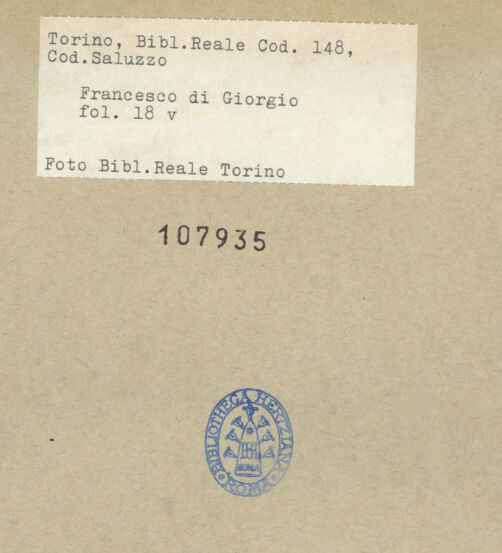 Torino, Bibl.Reale Cod. 148,
Cod.Saluzzo
Francesco di Giorgio
fol. 18 v
Foto Bibl.Reale Torino
107935
BIBLIOTHECA HERTZIANA
ROMA
ROMA